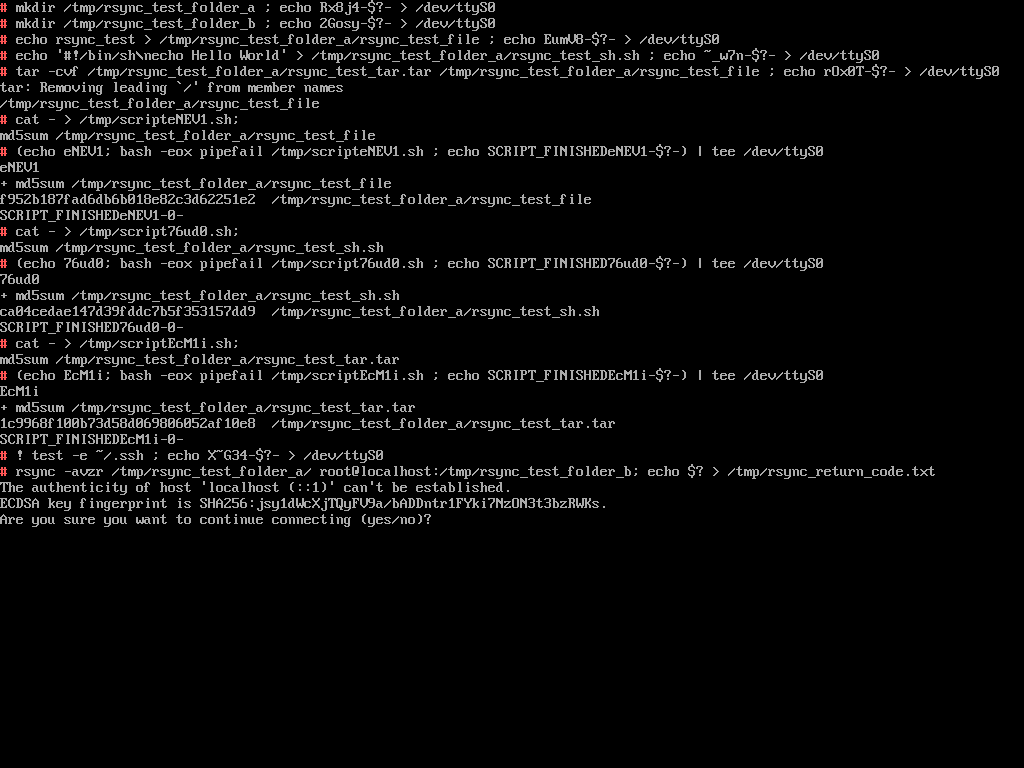 # mkdir /tmp/rsync_test_folder_a ; echo Rx8j4-$?- > /dev/ttyS0
# mkdir /tmp/rsync_test_folder_b ; echo 2Gosy-$?- > /dev/ttyS0
# echo rsync_test > /tmp/rsync_test_folder_a/rsync_test_file ; echo EumV8-$?- > /dev/ttyS0
# echo '#!/bin/sh\necho Hello World' > /tmp/rsync_test_folder_a/rsync_test_sh.sh ; echo ~_w7n-$?- > /dev/ttyS0
# tar -cvf /tmp/rsync_test_folder_a/rsync_test_tar.tar /tmp/rsync_test_folder_a/rsync_test_file ; echo rOx0T-$?- > /dev/ttyS0
tar: Removing leading `/' from member names
/tmp/rsync_test_folder_a/rsync_test_file
# cat - > /tmp/scripteNEV1.sh;
md5sum /tmp/rsync_test_folder_a/rsync_test_file
# (echo eNEV1; bash -eox pipefail /tmp/scripteNEV1.sh ; echo SCRIPT_FINISHEDeNEV1-$?-) | tee /dev/ttyS0
eNEV1
+ md5sum /tmp/rsync_test_folder_a/rsync_test_file
f952b187fad6db6b018e82c3d62251e2  /tmp/rsync_test_folder_a/rsync_test_file
SCRIPT_FINISHEDeNEV1-0-
# cat - > /tmp/script76ud0.sh;
md5sum /tmp/rsync_test_folder_a/rsync_test_sh.sh
# (echo 76ud0; bash -eox pipefail /tmp/script76ud0.sh ; echo SCRIPT_FINISHED76ud0-$?-) | tee /dev/ttyS0
76ud0
+ md5sum /tmp/rsync_test_folder_a/rsync_test_sh.sh
ca04cedae147d39fddc7b5f353157dd9  /tmp/rsync_test_folder_a/rsync_test_sh.sh
SCRIPT_FINISHED76ud0-0-
# cat - > /tmp/scriptEcM1i.sh;
md5sum /tmp/rsync_test_folder_a/rsync_test_tar.tar
# (echo EcM1i; bash -eox pipefail /tmp/scriptEcM1i.sh ; echo SCRIPT_FINISHEDEcM1i-$?-) | tee /dev/ttyS0
EcM1i
+ md5sum /tmp/rsync_test_folder_a/rsync_test_tar.tar
1c9968f100b73d58d069806052af10e8  /tmp/rsync_test_folder_a/rsync_test_tar.tar
SCRIPT_FINISHEDEcM1i-0-
# ! test -e ~/.ssh ; echo X~G34-$?- > /dev/ttyS0
# rsync -avzr /tmp/rsync_test_folder_a/ root@localhost:/tmp/rsync_test_folder_b; echo $? > /tmp/rsync_return_code.txt
The authenticity of host 'localhost (::1)' can't be established.
ECDSA key fingerprint is SHA256:jsy1dWcXjTQyFV9a/bADDntr1FYki7NzON3t3bzRWKs.
Are you sure you want to continue connecting (yes/no)?